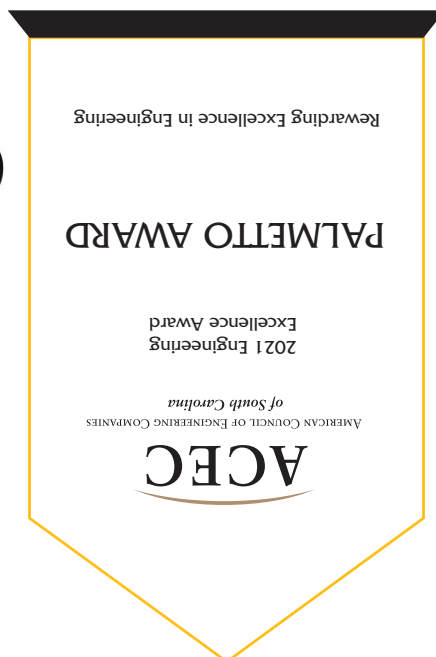 ACEC
AMERICAN COUNCIL OF ENGINEERING COMPANIES
of South Carolina
2021 Engineering
Excellence Award
PALMETTO AWARD
Rewarding Excellence in Engineering